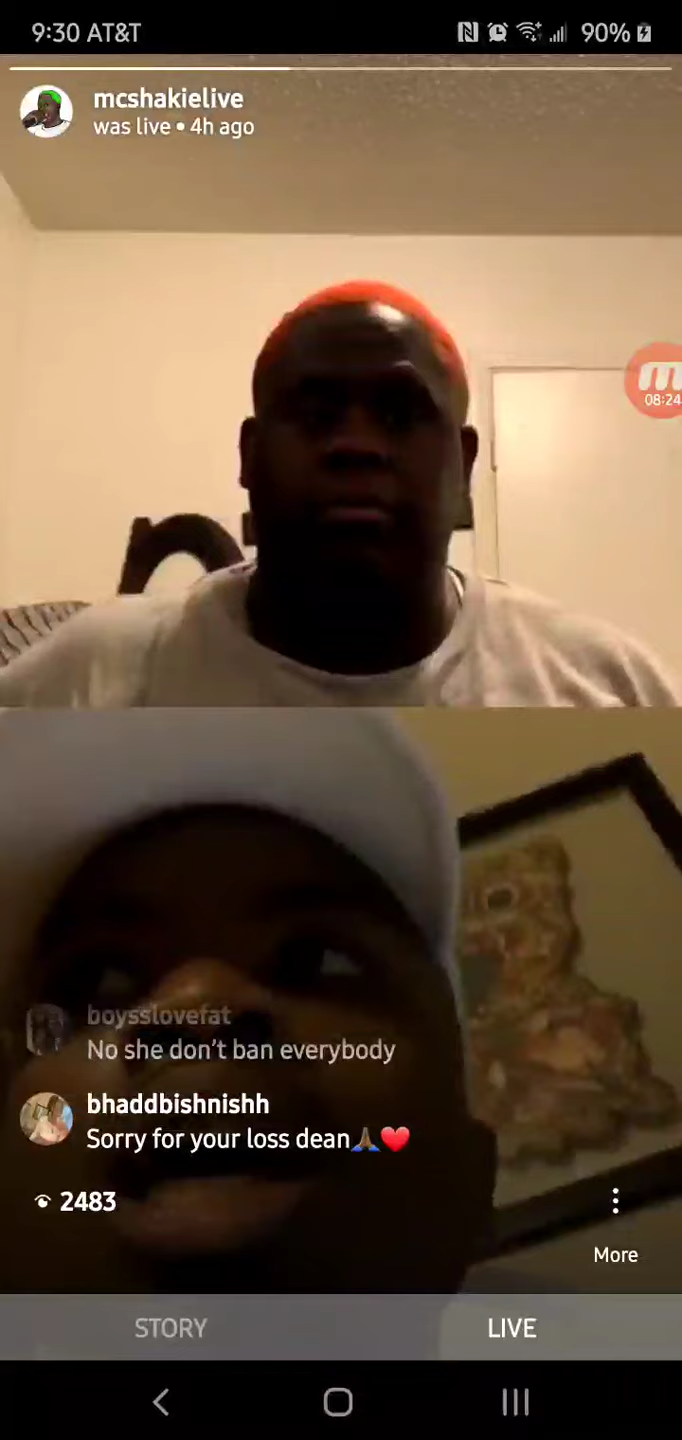 9:30 AT&T
90%
mcshakielive
was live • 4h ago
m
08:24
boysslovefat
No she don't ban everybody
bhaddbishnishh
Sorry for your loss dean🙏🏾❤️
2483
More
STORY
LIVE